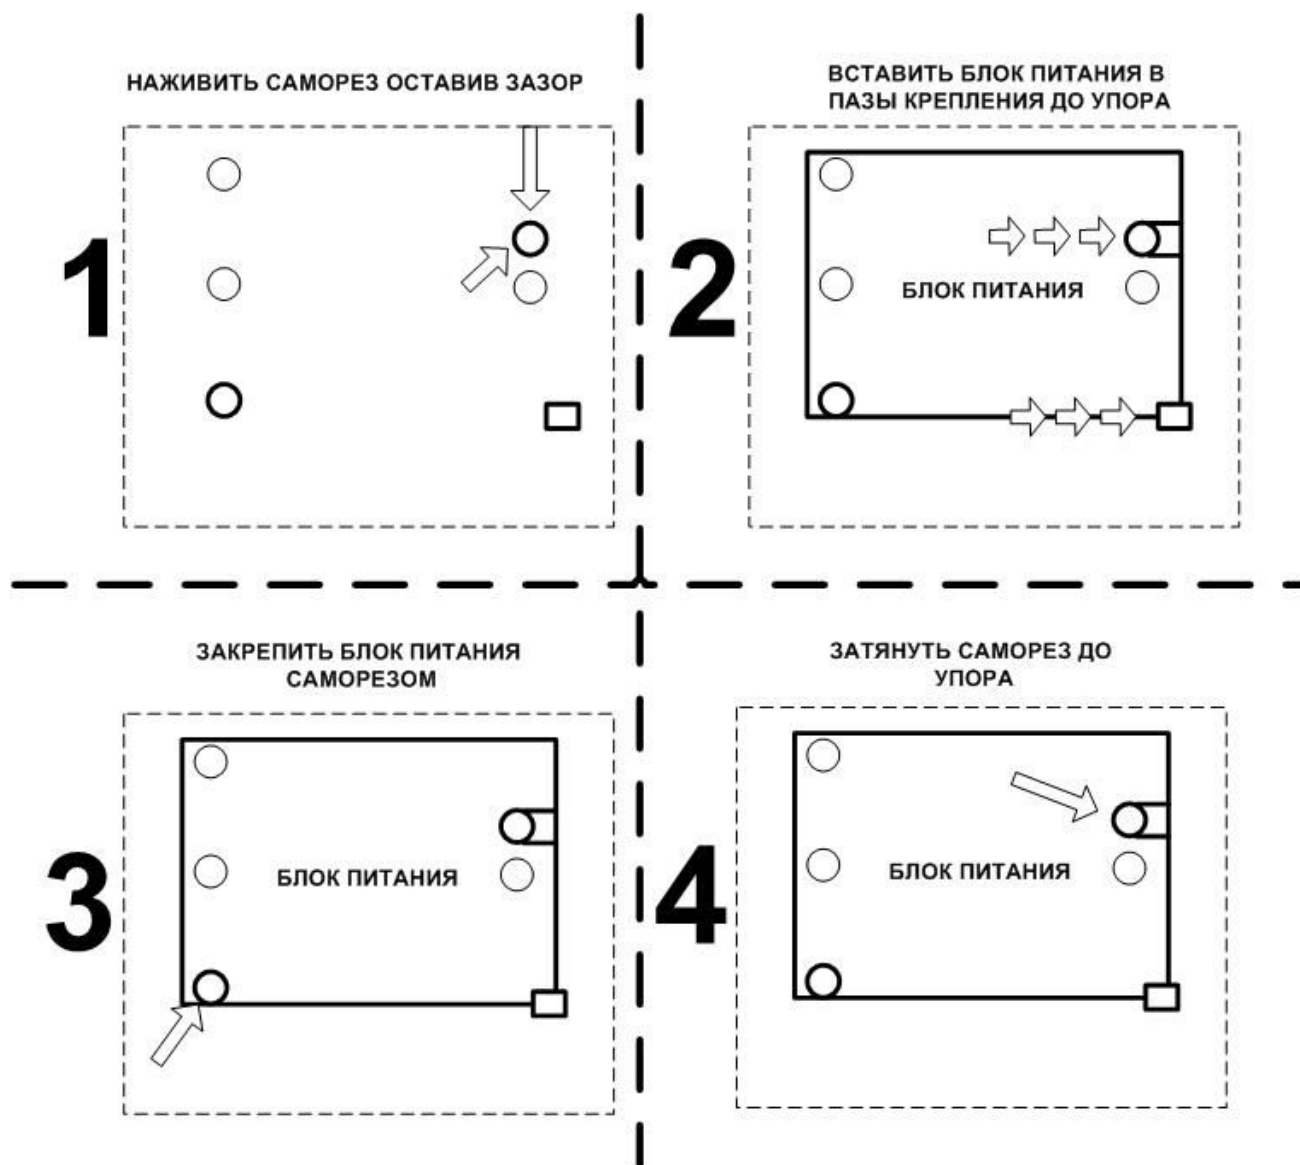 НАЖИВИТЬ САМОРЕЗ ОСТАВИВ ЗАЗОР
1
ВСТАВИТЬ БЛОК ПИТАНИЯ В
ПАЗЫ КРЕПЛЕНИЯ ДО УПОРА
2
БЛОК ПИТАНИЯ
ЗАКРЕПИТЬ БЛОК ПИТАНИЯ
САМОРЕЗОМ
3
БЛОК ПИТАНИЯ
ЗАТЯНУТЬ САМОРЕЗ ДО
УПОРА
4
БЛОК ПИТАНИЯ